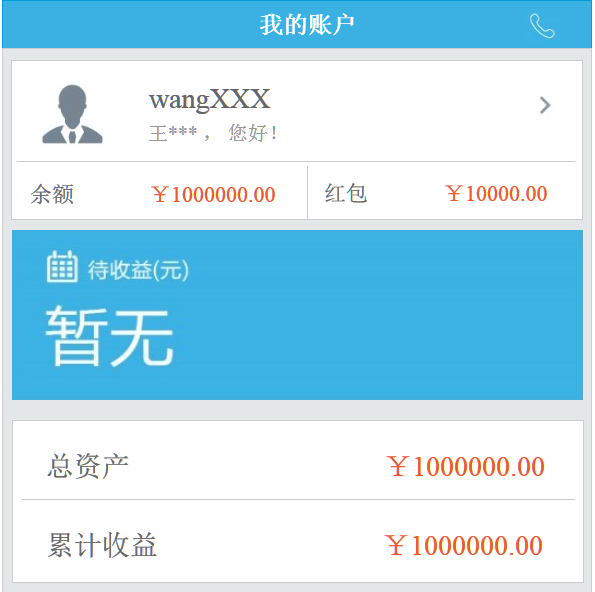 我的账户
wangXXX
王*** ， 您好！
余额 ￥1000000.00 红包 ￥10000.00
待收益(元)
暂无
总资产 ￥1000000.00
累计收益 ￥1000000.00